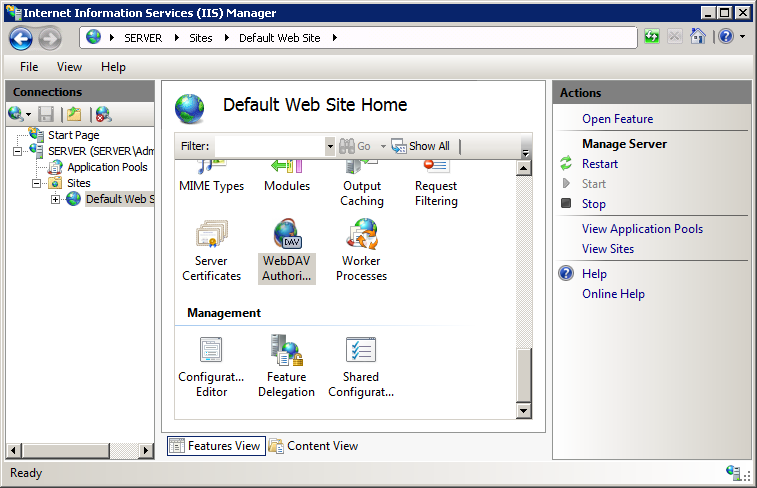 Internet Information Services (IIS) Manager
SERVER Sites Default Web Site
File View Help
Connections
Start Page
SERVER (SERVER\Adm
Application Pools
Sites
Default Web S
Default Web Site Home
Filter: Go Show All
MIME Types Modules Output Caching Request Filtering
Server Certificates WebDAV Authori... Worker Processes
DAV
Management
Configurat... Editor Feature Delegation Shared Configurat...
Features View Content View
Actions
Open Feature
Manage Server
Restart
Start
Stop
View Application Pools
View Sites
Help
Online Help
Ready